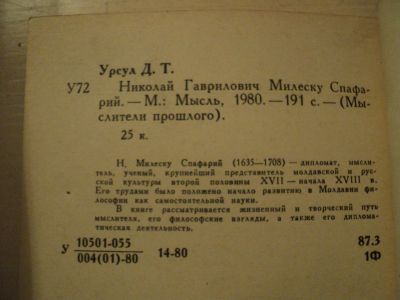 Урсул Д. Т.
У72 Николай Гаврилович Милеску Спафа-
рий. — М.: Мысль, 1980. — 191 с. — (Мы-
слители прошлого).
25 к.
Н. Милеску Спафарий (1635—1708) — дипломат, мысли-
тель, ученый, крупнейший представитель молдавской и рус-
ской культуры второй половины XVII — начала XVIII в.
Его трудами было положено начало развитию в Молдавии фило-
софии как самостоятельной науки.
В книге рассматривается жизненный и творческий путь
мыслителя, его философские взгляды, а также его диплома-
тическая деятельность.
У 10501-055 14-80 87.3
004(01)-80 1Ф